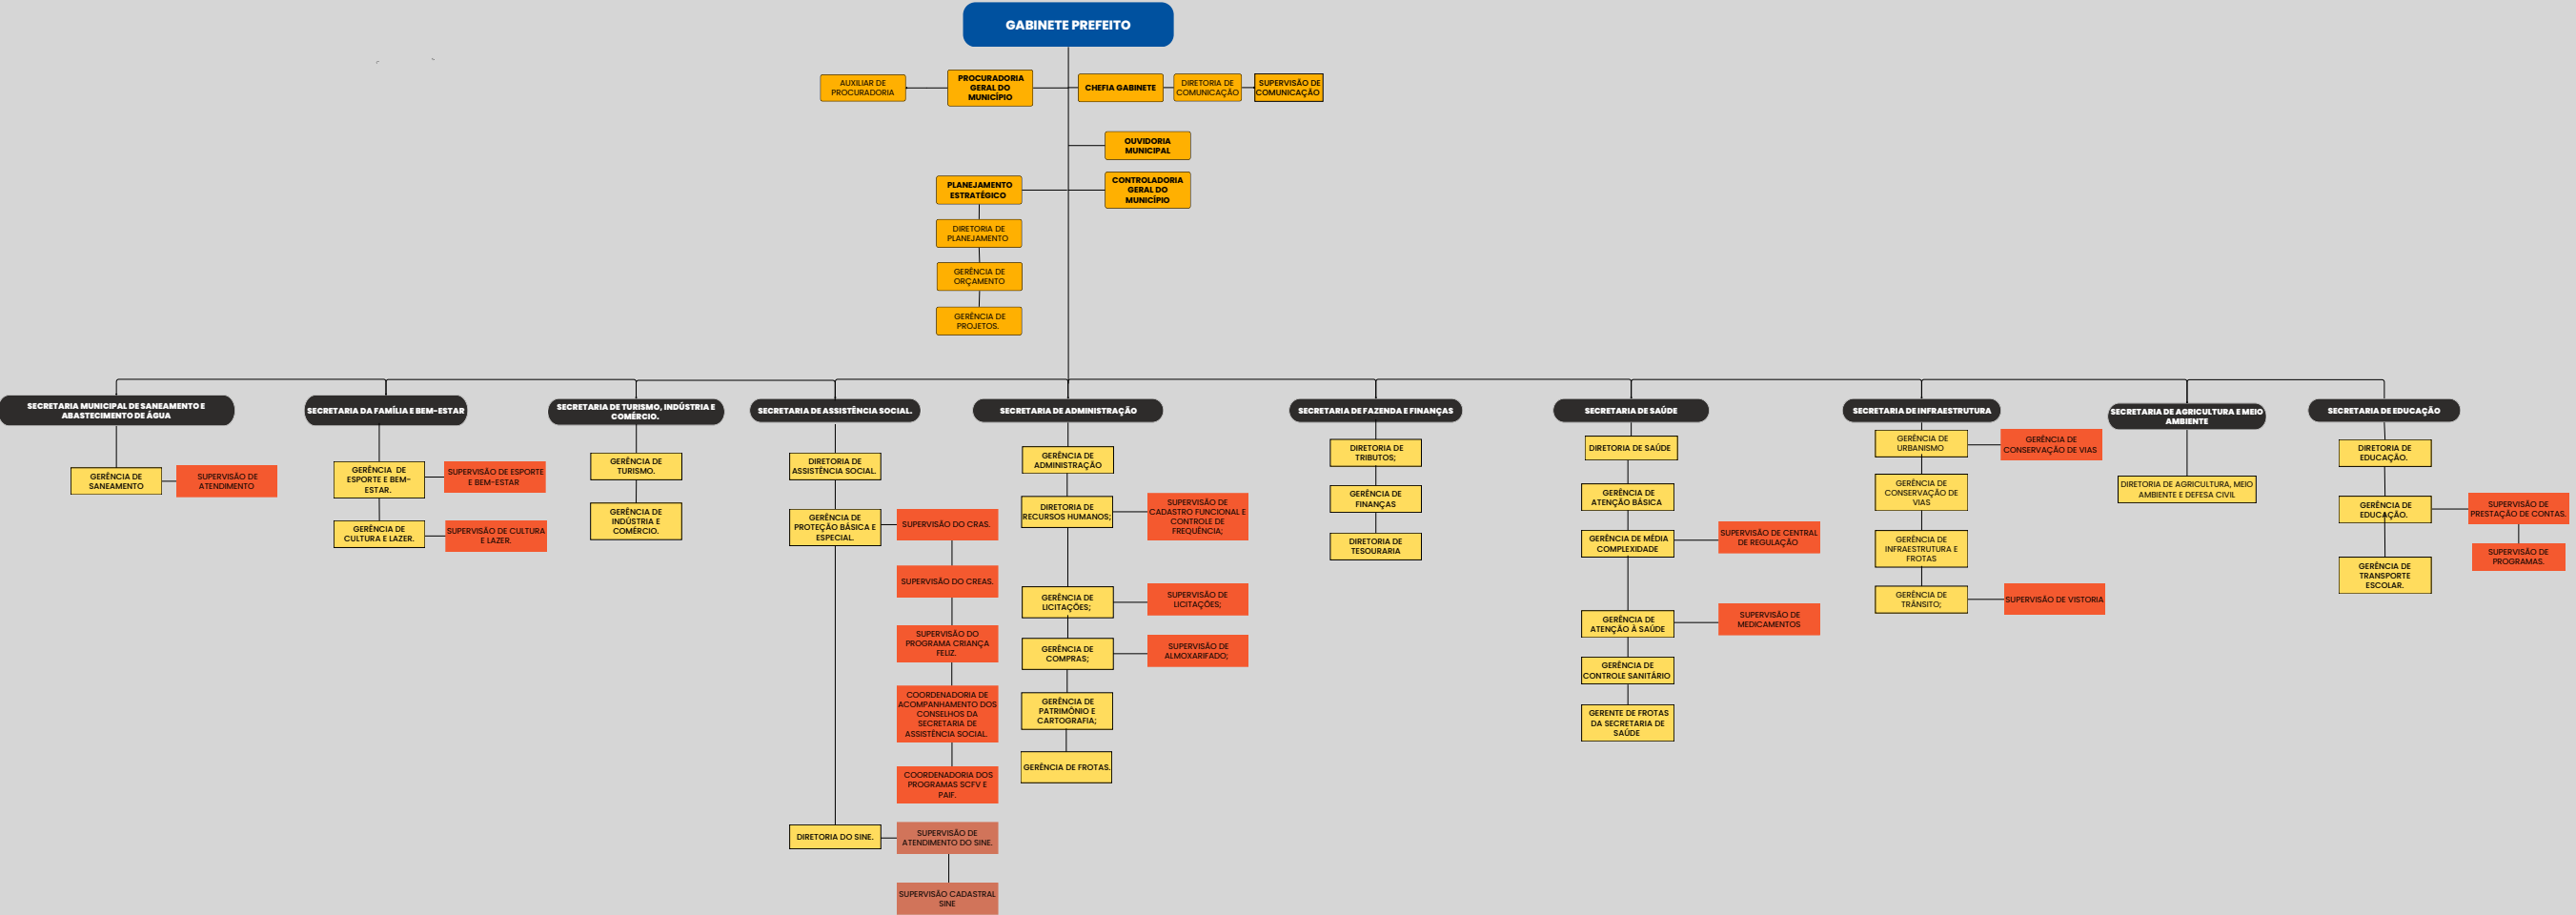 GABINETE PREFEITO
AUXILIAR DE
PROCURADORIA
PROCURADORIA
GERAL DO
MUNICÍPIO
CHEFIA GABINETE
DIRETORIA DE
COMUNICAÇÃO
SUPERVISÃO DE
COMUNICAÇÃO
OUVIDORIA
MUNICIPAL
PLANEJAMENTO
ESTRATÉGICO
CONTROLADORIA
GERAL DO
MUNICÍPIO
DIRETORIA DE
PLANEJAMENTO
GERÊNCIA DE
ORÇAMENTO
GERÊNCIA DE
PROJETOS.
SECRETARIA MUNICIPAL DE SANEAMENTO E
ABASTECIMENTO DE ÁGUA
GERÊNCIA DE
SANEAMENTO
SUPERVISÃO DE
ATENDIMENTO
SECRETARIA DA FAMÍLIA E BEM-ESTAR
GERÊNCIA DE
ESPORTE E BEM-
ESTAR.
SUPERVISÃO DE ESPORTE
E BEM-ESTAR
GERÊNCIA DE
CULTURA E LAZER.
SUPERVISÃO DE CULTURA
E LAZER.
SECRETARIA DE TURISMO, INDÚSTRIA E
COMÉRCIO.
GERÊNCIA DE
TURISMO.
GERÊNCIA DE
INDÚSTRIA E
COMÉRCIO.
SECRETARIA DE ASSISTÊNCIA SOCIAL.
DIRETORIA DE
ASSISTÊNCIA SOCIAL.
GERÊNCIA DE
PROTEÇÃO BÁSICA E
ESPECIAL.
SUPERVISÃO DO CRAS.
SUPERVISÃO DO CREAS.
SUPERVISÃO DO
PROGRAMA CRIANÇA
FELIZ.
COORDENADORIA DE
ACOMPANHAMENTO DOS
CONSELHOS DA
SECRETARIA DE
ASSISTÊNCIA SOCIAL.
COORDENADORIA DOS
PROGRAMAS SCFV E
PAIF.
DIRETORIA DO SINE.
SUPERVISÃO DE
ATENDIMENTO DO SINE.
SUPERVISÃO CADASTRAL
SINE
SECRETARIA DE ADMINISTRAÇÃO
GERÊNCIA DE
ADMINISTRAÇÃO
DIRETORIA DE
RECURSOS HUMANOS;
SUPERVISÃO DE
CADASTRO FUNCIONAL E
CONTROLE DE
FREQUÊNCIA;
GERÊNCIA DE
LICITAÇÕES;
SUPERVISÃO DE
LICITAÇÕES;
GERÊNCIA DE
COMPRAS;
SUPERVISÃO DE
ALMOXARIFADO;
GERÊNCIA DE
PATRIMÔNIO E
CARTOGRAFIA;
GERÊNCIA DE FROTAS.
SECRETARIA DE FAZENDA E FINANÇAS
DIRETORIA DE
TRIBUTOS;
GERÊNCIA DE
FINANÇAS
DIRETORIA DE
TESOURARIA
SECRETARIA DE SAÚDE
DIRETORIA DE SAÚDE
GERÊNCIA DE
ATENÇÃO BÁSICA
GERÊNCIA DE MÉDIA
COMPLEXIDADE
SUPERVISÃO DE CENTRAL
DE REGULAÇÃO
GERÊNCIA DE
ATENÇÃO Á SAÚDE
SUPERVISÃO DE
MEDICAMENTOS
GERÊNCIA DE
CONTROLE SANITÁRIO
GERENTE DE FROTAS
DA SECRETARIA DE
SAÚDE
SECRETARIA DE INFRAESTRUTURA
GERÊNCIA DE
URBANISMO
GERÊNCIA DE
CONSERVAÇÃO DE VIAS
GERÊNCIA DE
CONSERVAÇÃO DE
VIAS
GERÊNCIA DE
INFRAESTRUTURA E
FROTAS
GERÊNCIA DE
TRÂNSITO;
SUPERVISÃO DE VISTORIA
SECRETARIA DE AGRICULTURA E MEIO
AMBIENTE
DIRETORIA DE AGRICULTURA, MEIO
AMBIENTE E DEFESA CIVIL
SECRETARIA DE EDUCAÇÃO
DIRETORIA DE
EDUCAÇÃO.
GERÊNCIA DE
EDUCAÇÃO.
SUPERVISÃO DE
PRESTAÇÃO DE CONTAS.
SUPERVISÃO DE
PROGRAMAS.
GERÊNCIA DE
TRANSPORTE
ESCOLAR.